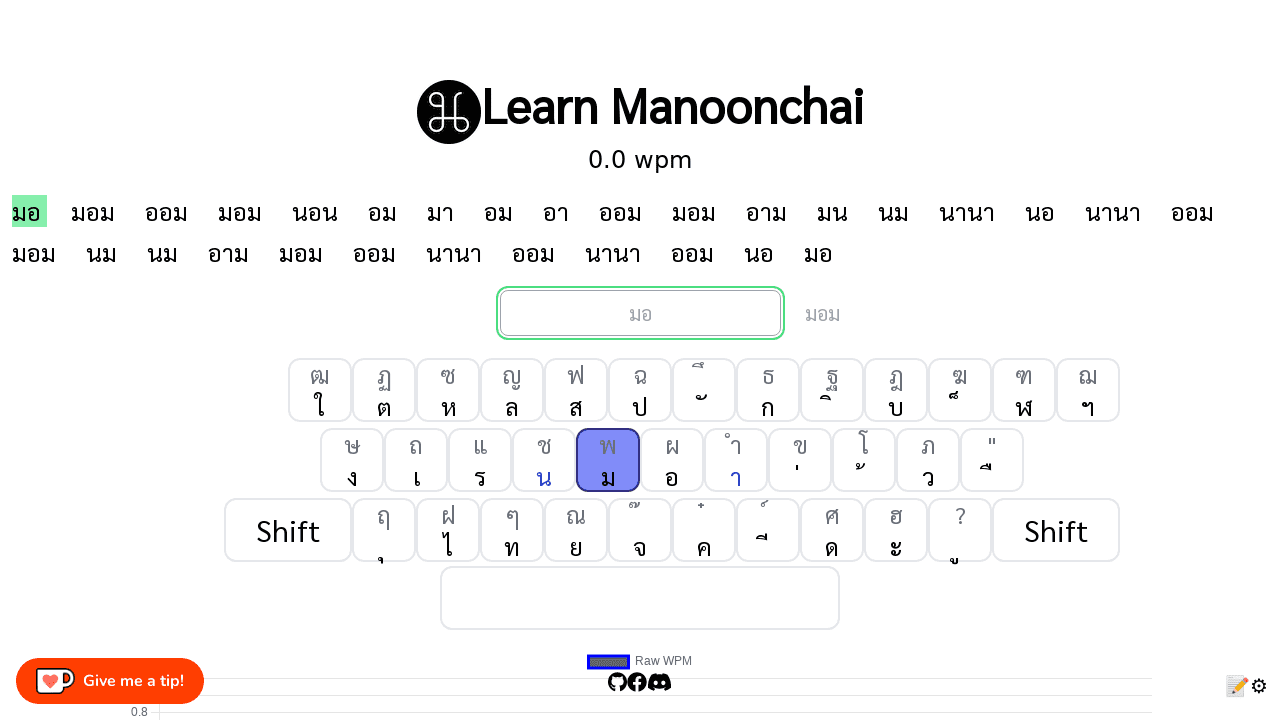 Learn Manoonchai
0.0 wpm
มอ มอม ออม มอม นอน อม มา อม อา ออม มอม อาม มน นม นานา นอ นานา ออม
มอม นม นม อาม มอม ออม นานา ออม นานา ออม นอ มอ
มอ มอม
ฒ ฏ ซ ญ ฟ ฉ ึ ธ ฐ ฎ ฆ ฑ ฌ
ใ ต ห ล ส ป ั ก ิ บ ็ ฬ ฯ
ษ ถ แ ช พ ผ ำ ข โ ภ "
ง เ ร น ม อ า ่ ้ ว ื
ฤ ฝ ๆ ณ ๊ ๋ ์ ศ ฮ ?
Shift ุ ไ ท ย จ ค ี ด ะ ู Shift
Raw WPM
Give me a tip!
0.8